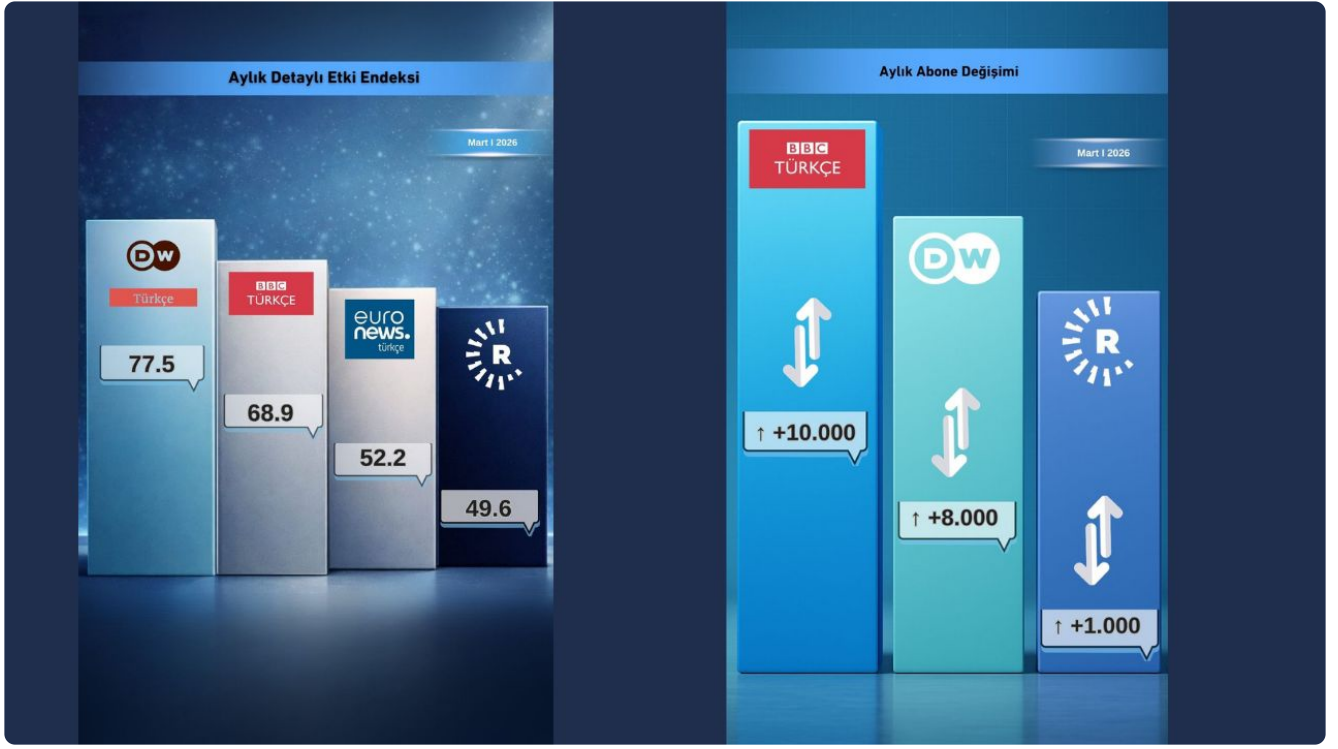 Aylık Detaylı Etki Endeksi
Mart I 2026
DW
Türkçe
77.5
BBC
TÜRKÇE
68.9
euro
news.
türkçe
52.2
R
49.6
Aylık Abone Değişimi
Mart I 2026
BBC
TÜRKÇE
↑ +10.000
DW
↑ +8.000
R
↑ +1.000